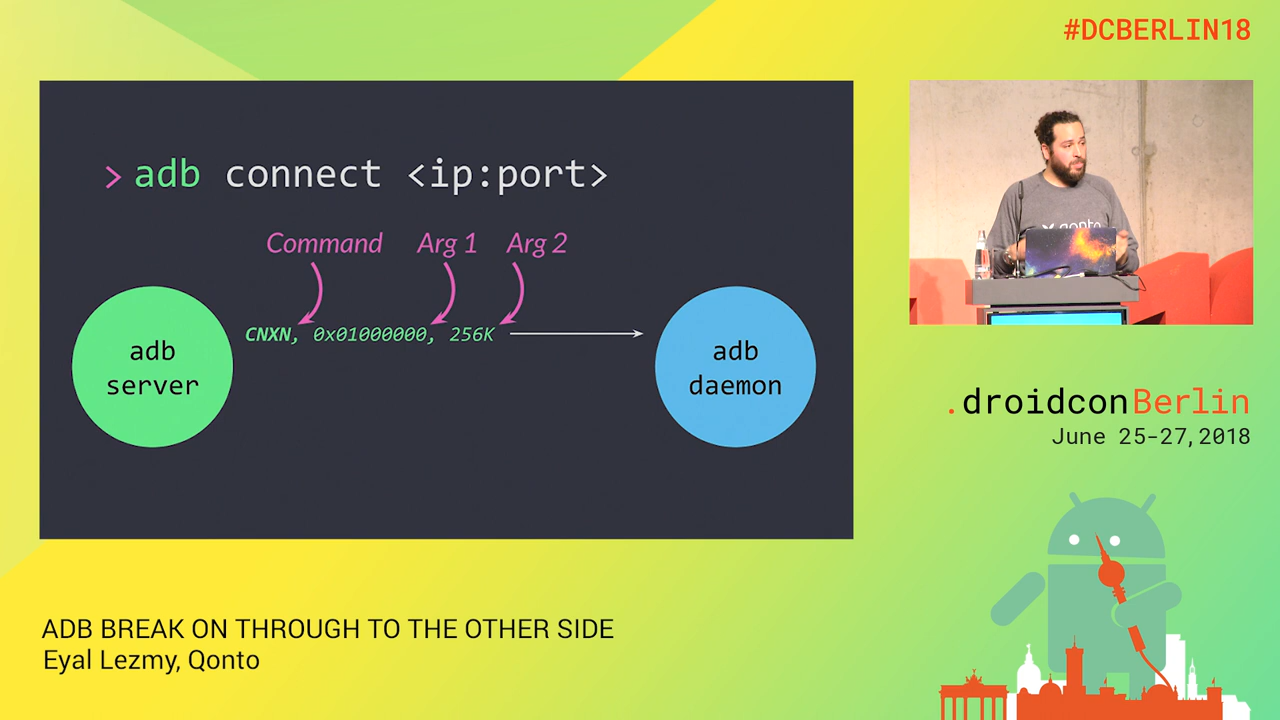 #DCBERLIN18
> adb connect <ip:port>
Command Arg 1 Arg 2
CNXN, 0x01000000, 256K
adb
server
adb
daemon
qonto
.droidconBerlin
June 25-27, 2018
ADB BREAK ON THROUGH TO THE OTHER SIDE
Eyal Lezmy, Qonto